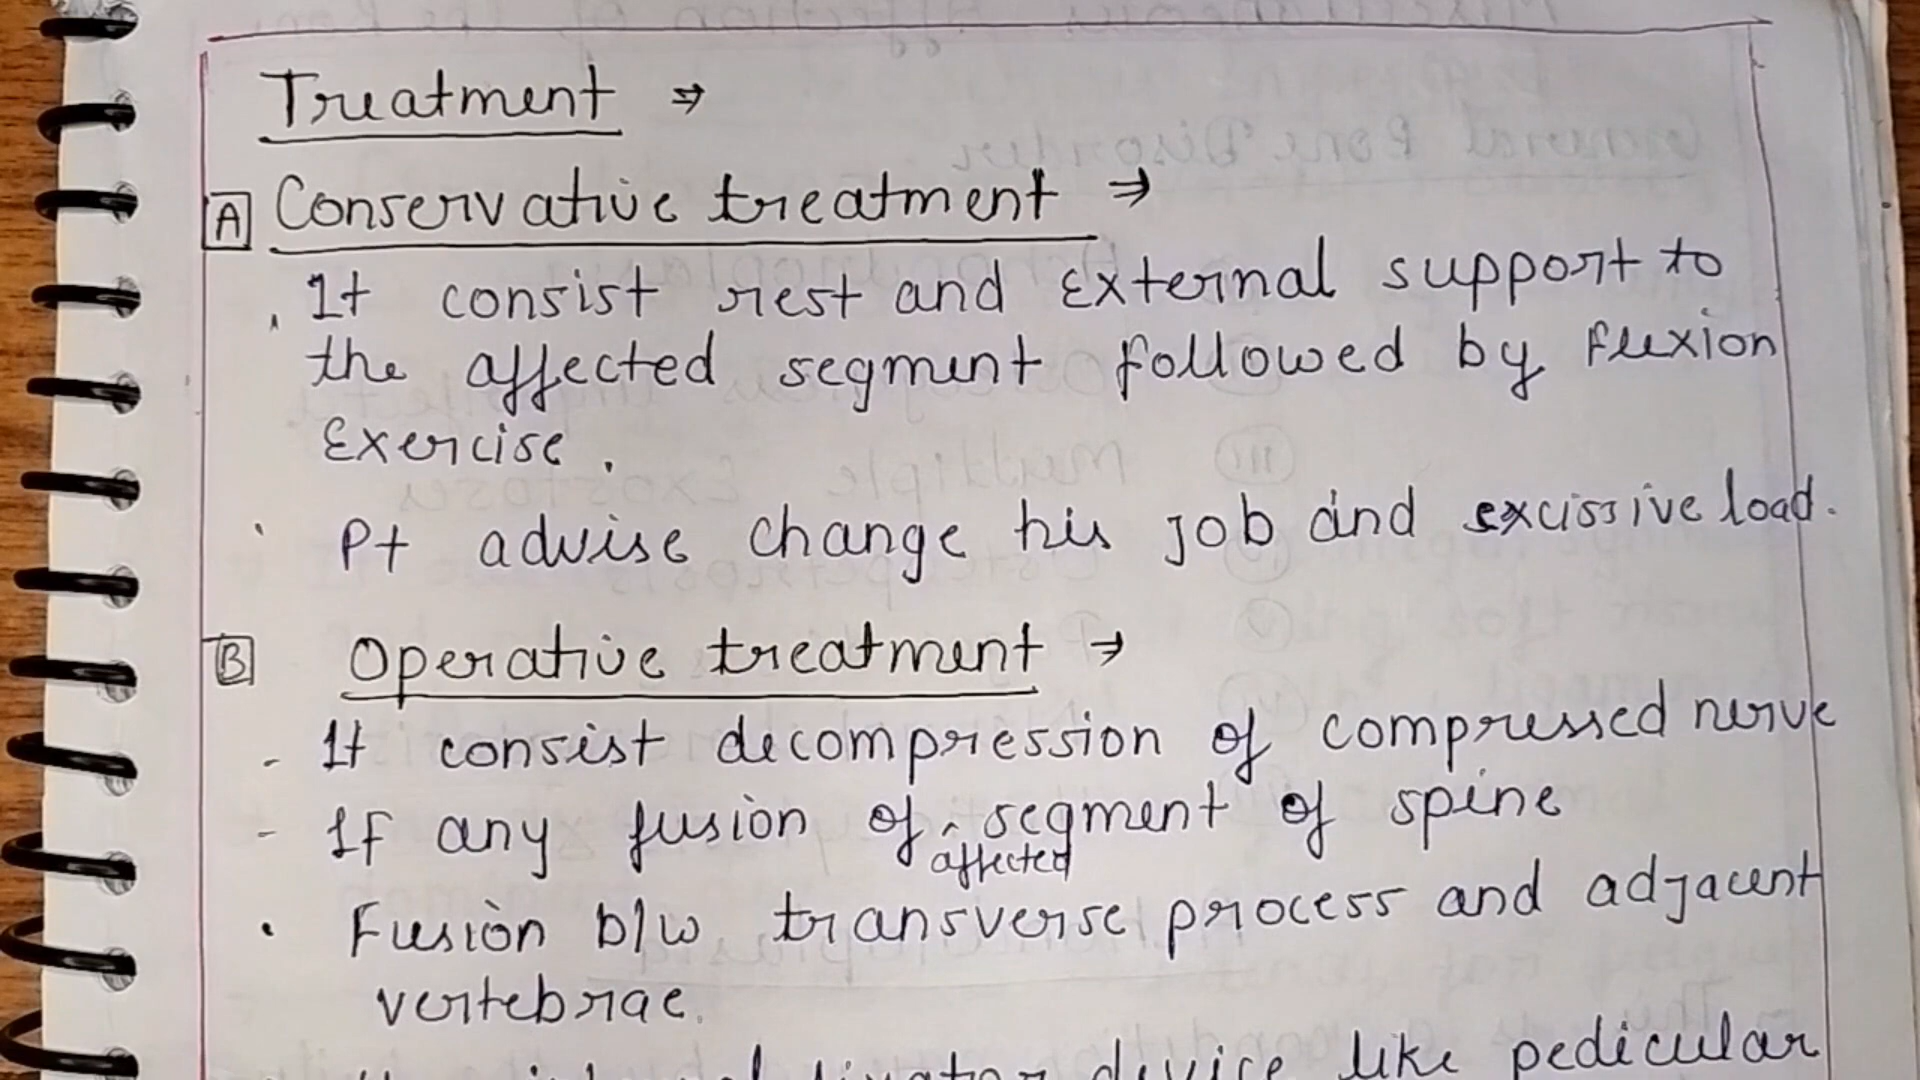 Treatment ⇒
A Conservative treatment ⇒
. It consist rest and External support to
the affected segment followed by flexion
Exercise.
· Pt advise change his job and excissive load.
B Operative treatment →
- It consist decompression of compressed nerve
- If any fusion of ^ segment of spine
affected
• Fusion b/w transverse process and adjacent
vertebrae.
device like pedicular